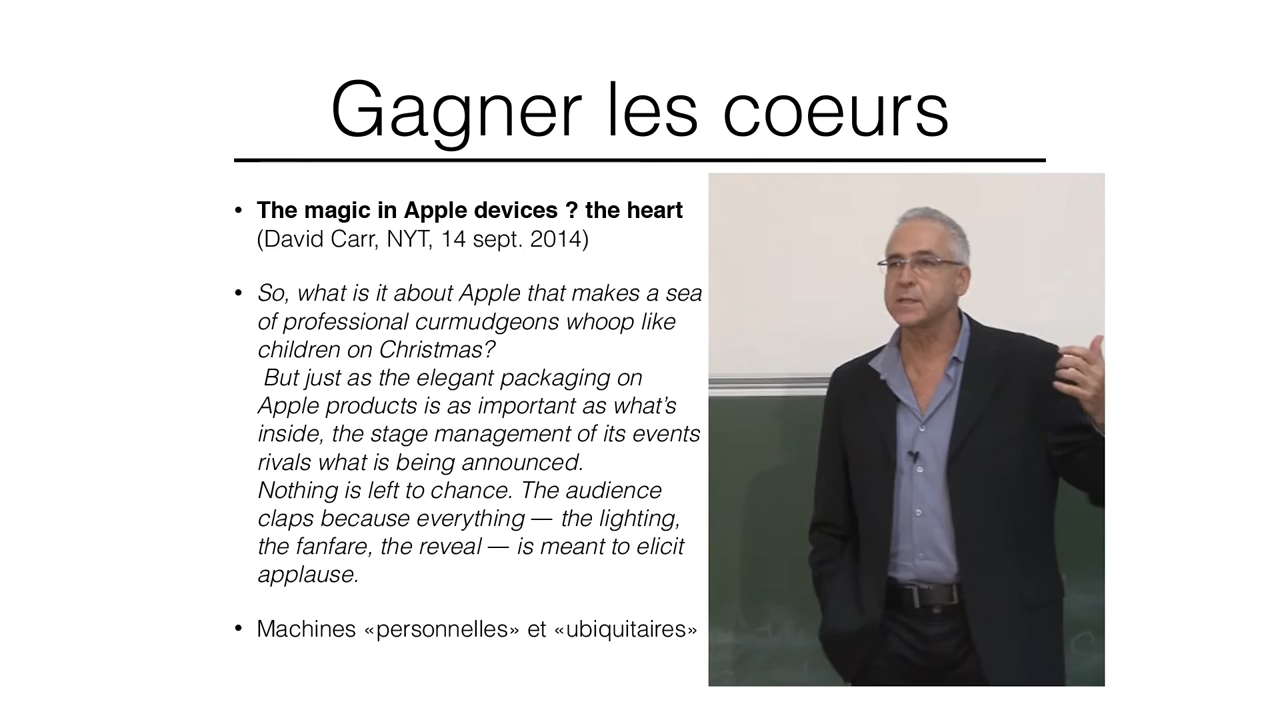 Gagner les coeurs
• The magic in Apple devices ? the heart
(David Carr, NYT, 14 sept. 2014)
• So, what is it about Apple that makes a sea
of professional curmudgeons whoop like
children on Christmas?
But just as the elegant packaging on
Apple products is as important as what’s
inside, the stage management of its events
rivals what is being announced.
Nothing is left to chance. The audience
claps because everything — the lighting,
the fanfare, the reveal — is meant to elicit
applause.
• Machines «personnelles» et «ubiquitaires»